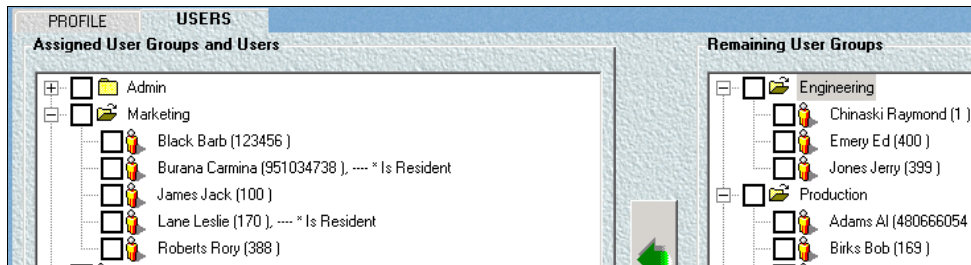 PROFILE
USERS
Assigned User Groups and Users
Admin
Marketing
Black Barb (123456 )
Burana Carmina (951034738 ), ---- * Is Resident
James Jack (100 )
Lane Leslie (170 ), ---- * Is Resident
Roberts Rory (388 )
Remaining User Groups
Engineering
Chinaski Raymond (1 )
Emery Ed (400 )
Jones Jerry (399 )
Production
Adams Al (480666054
Birks Bob (169 )